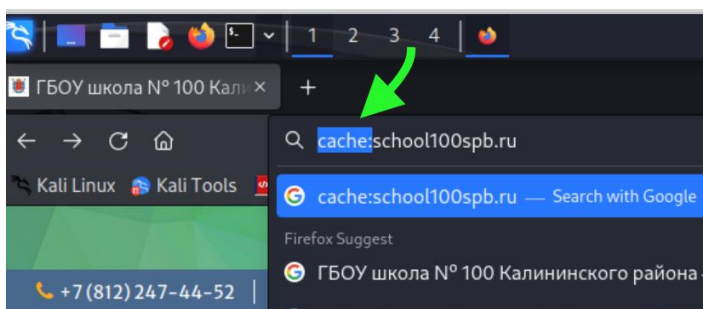 1 2 3 4
ГБОУ школа № 100 Кали
cache:school100spb.ru
Kali Linux Kali Tools
cache:school100spb.ru — Search with Google
Firefox Suggest
ГБОУ школа № 100 Калининского района
+7 (812) 247-44-52